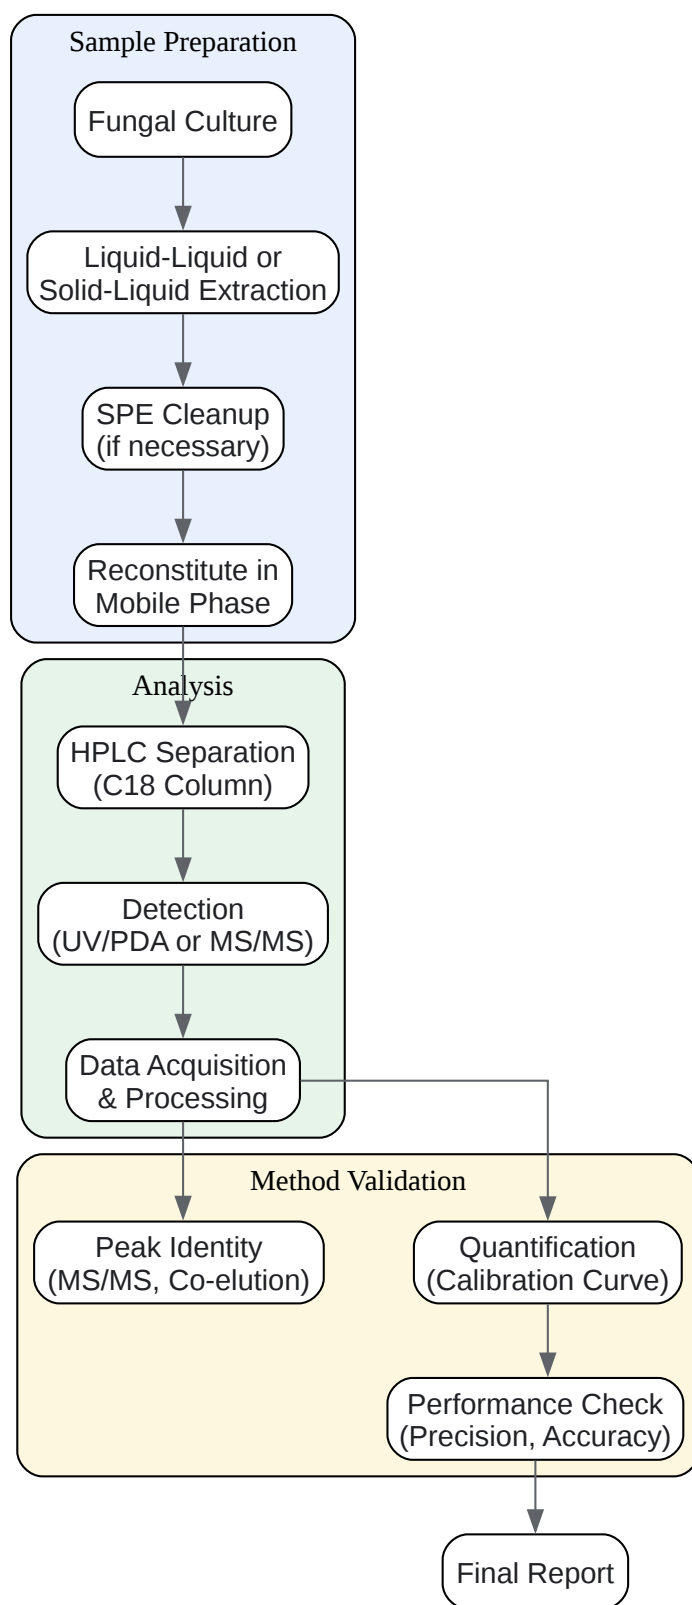 Sample Preparation
Fungal Culture
Liquid-Liquid or
Solid-Liquid Extraction
SPE Cleanup
(if necessary)
Reconstitute in
Mobile Phase
Analysis
HPLC Separation
(C18 Column)
Detection
(UV/PDA or MS/MS)
Data Acquisition
& Processing
Method Validation
Peak Identity
(MS/MS, Co-elution)
Quantification
(Calibration Curve)
Performance Check
(Precision, Accuracy)
Final Report